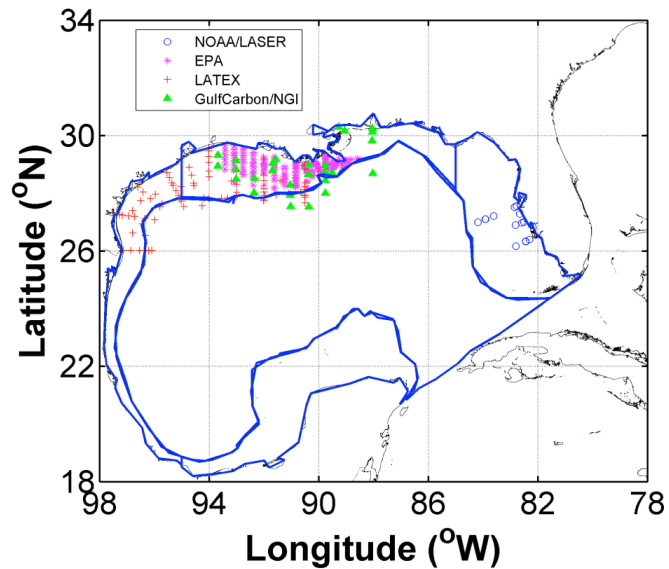 34
NOAA/LASER
EPA
LATEX
GulfCarbon/NGI
30
26
22
18
98
94
90
86
82
78
Latitude (°N)
Longitude (°W)